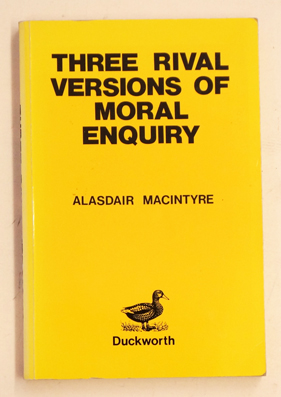 THREE RIVAL
VERSIONS OF
MORAL
ENQUIRY
ALASDAIR MACINTYRE
Duckworth